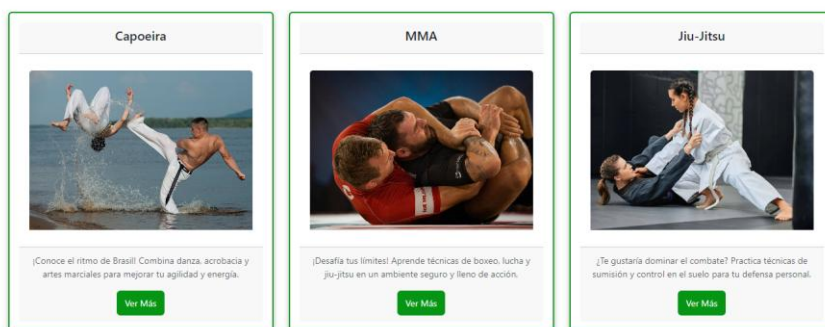 Capoeira
¡Conoce el ritmo de Brasil! Combina danza, acrobacia y
artes marciales para mejorar tu agilidad y energía.
Ver Más
MMA
¡Desafía tus límites! Aprende técnicas de boxeo, lucha y
jiu-jitsu en un ambiente seguro y lleno de acción.
Ver Más
Jiu-Jitsu
¿Te gustaría dominar el combate? Practica técnicas de
sumisión y control en el suelo para tu defensa personal.
Ver Más